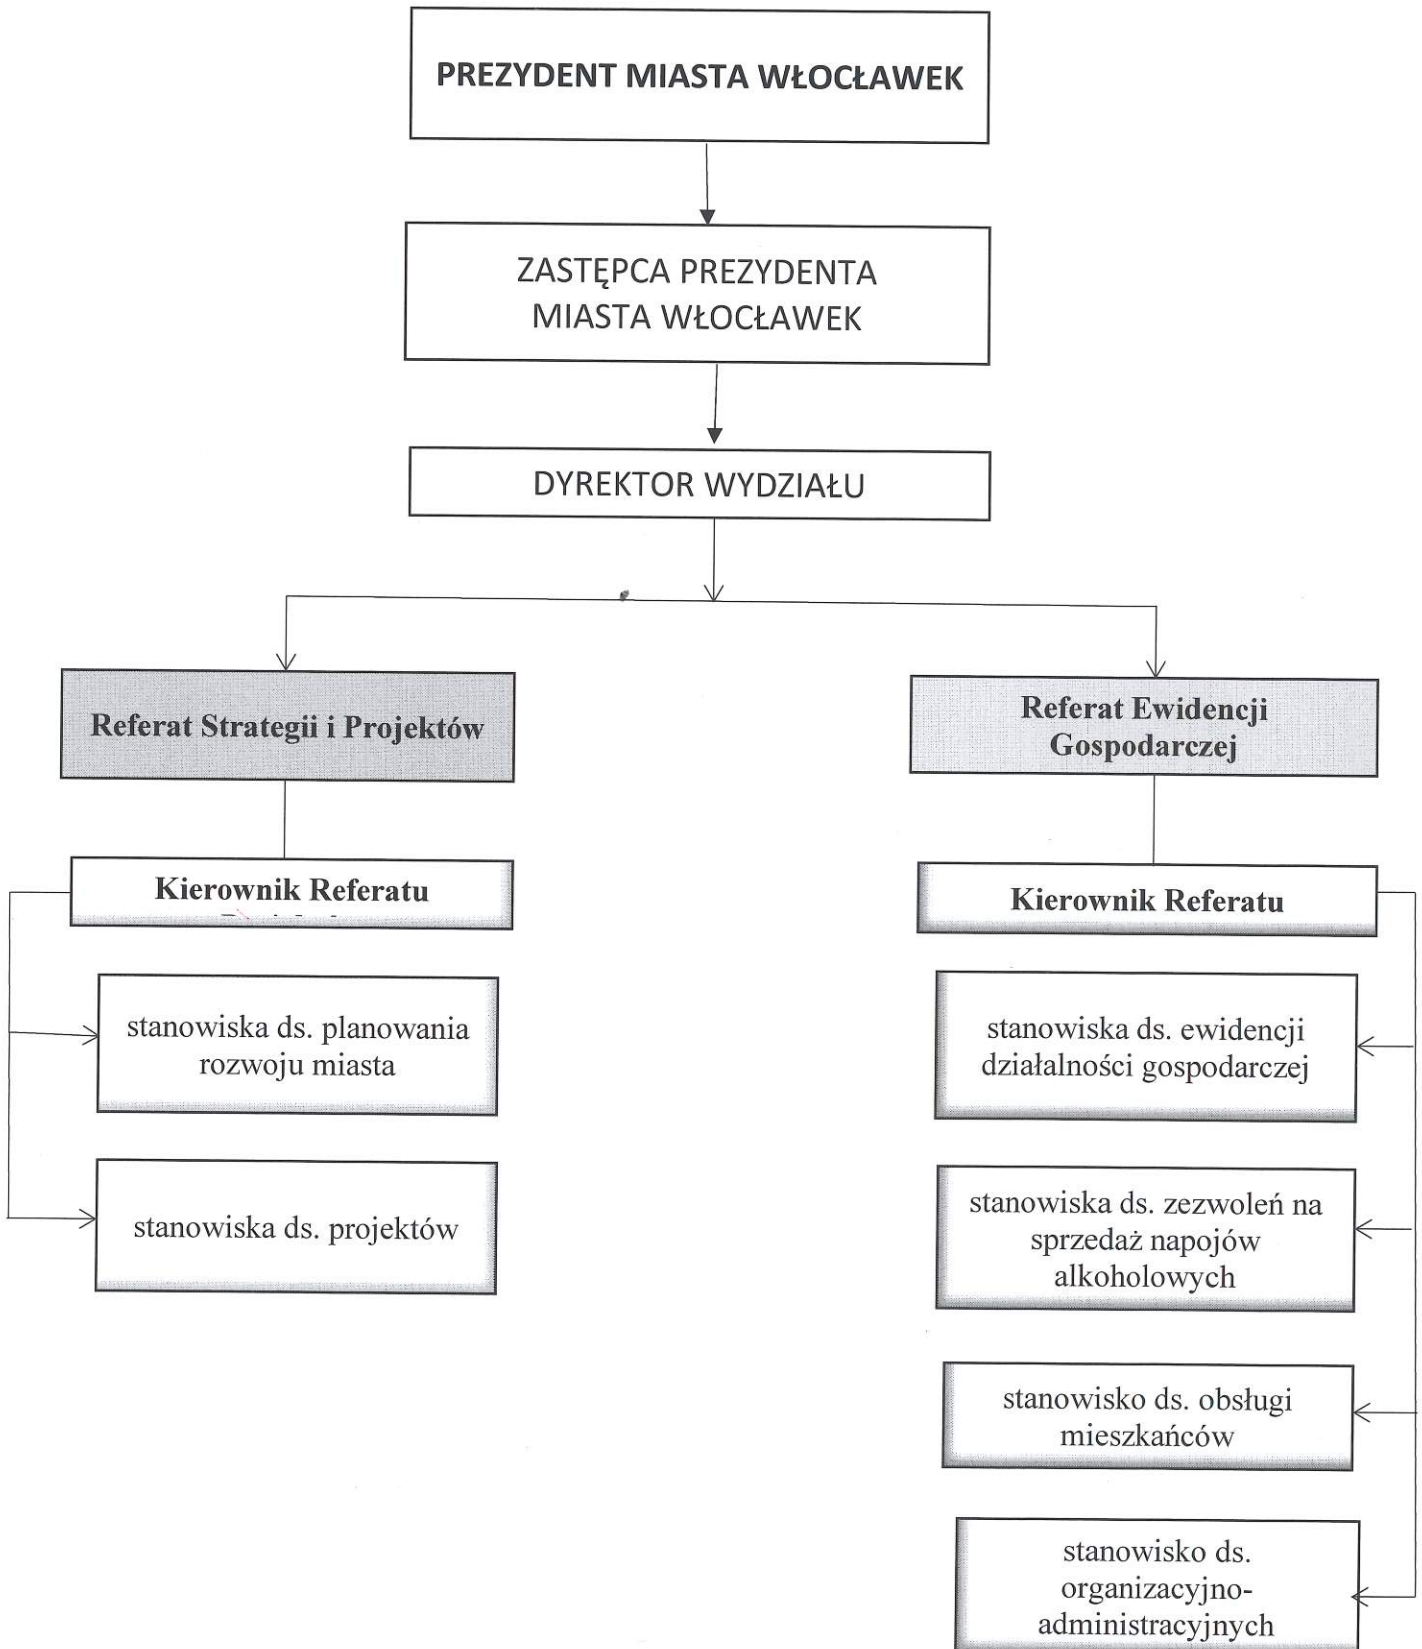 PREZYDENT MIASTA WŁOCŁAWEK
ZASTĘPCA PREZYDENTA
MIASTA WŁOCŁAWEK
DYREKTOR WYDZIAŁU
Referat Strategii i Projektów
Kierownik Referatu
stanowiska ds. planowania
rozwoju miasta
stanowiska ds. projektów
Referat Ewidencji
Gospodarczej
Kierownik Referatu
stanowiska ds. ewidencji
działalności gospodarczej
stanowiska ds. zezwoleń na
sprzedaż napojów
alkoholowych
stanowisko ds. obsługi
mieszkańców
stanowisko ds.
organizacyjno-
administracyjnych